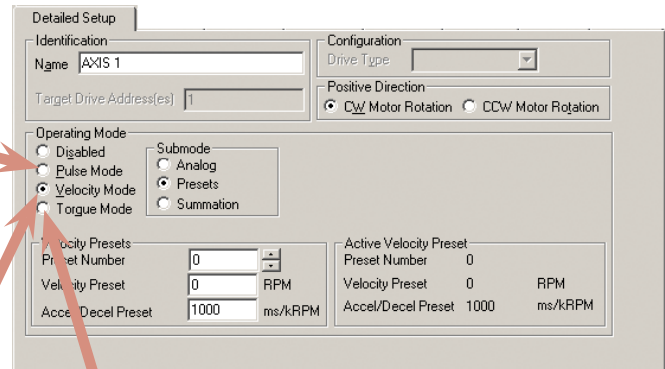 Detailed Setup
Identification
Name AXIS 1
Target Drive Address(es) 1
Configuration
Drive Type
Positive Direction
CW Motor Rotation CCW Motor Rotation
Operating Mode
Disabled
Pulse Mode
Velocity Mode
Torque Mode
Submode
Analog
Presets
Summation
Velocity Presets
Preset Number 0
Velocity Preset 0 RPM
Accel/Decel Preset 1000 ms/kRPM
Active Velocity Preset
Preset Number 0
Velocity Preset 0 RPM
Accel/Decel Preset 1000 ms/kRPM